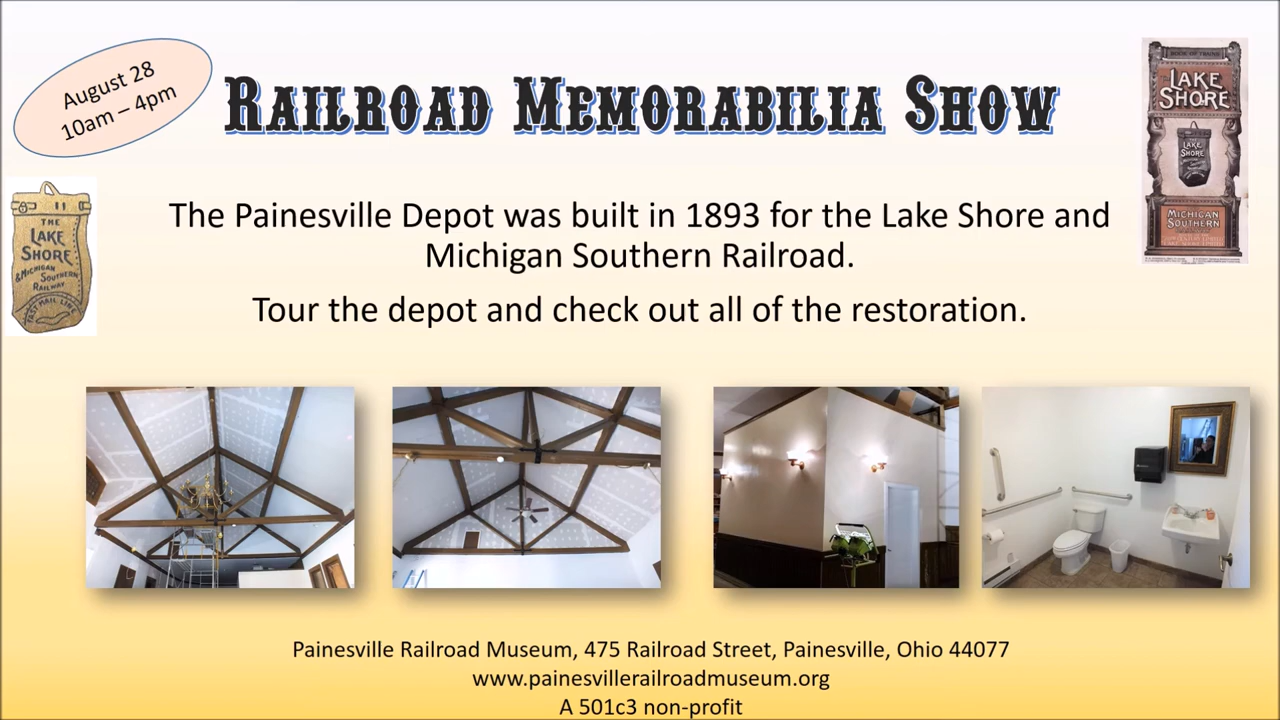 August 28
10am – 4pm
Railroad Memorabilia Show
BOOK OF TRAINS
LAKE
SHORE
LAKE
SHORE
MICHIGAN
SOUTHERN
THE
LAKE
SHORE
& MICHIGAN
SOUTHERN
RAILWAY
FAST MAIL LINE
The Painesville Depot was built in 1893 for the Lake Shore and
Michigan Southern Railroad.
Tour the depot and check out all of the restoration.
Painesville Railroad Museum, 475 Railroad Street, Painesville, Ohio 44077
www.painesvillerailroadmuseum.org
A 501c3 non-profit